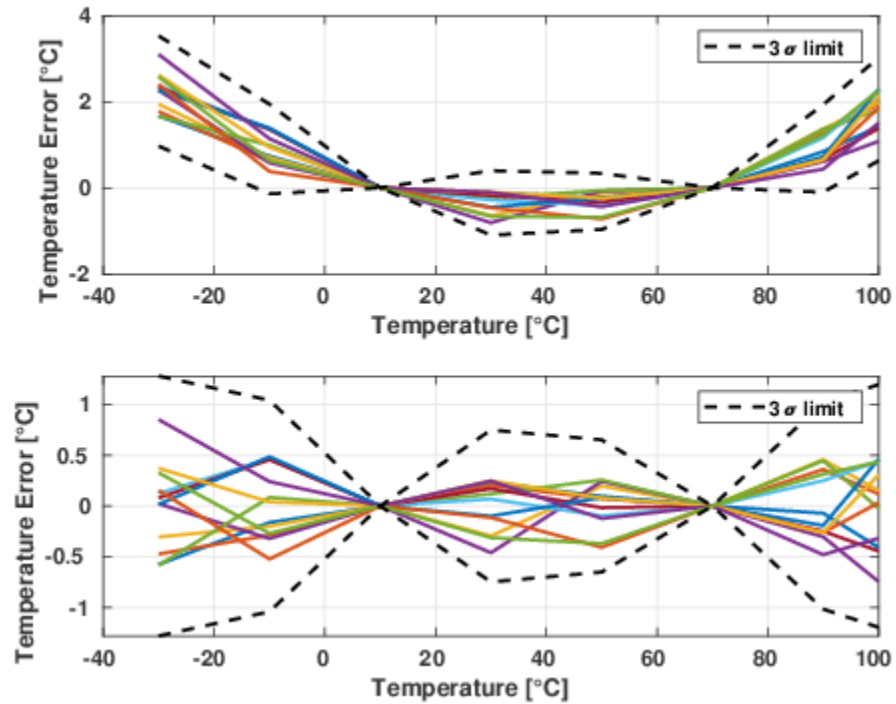 4
2
0
-2
Temperature Error [°C]
3 σ limit
-40 -20 0 20 40 60 80 100
Temperature [°C]
1
0.5
0
-0.5
-1
Temperature Error [°C]
3 σ limit
-40 -20 0 20 40 60 80 100
Temperature [°C]